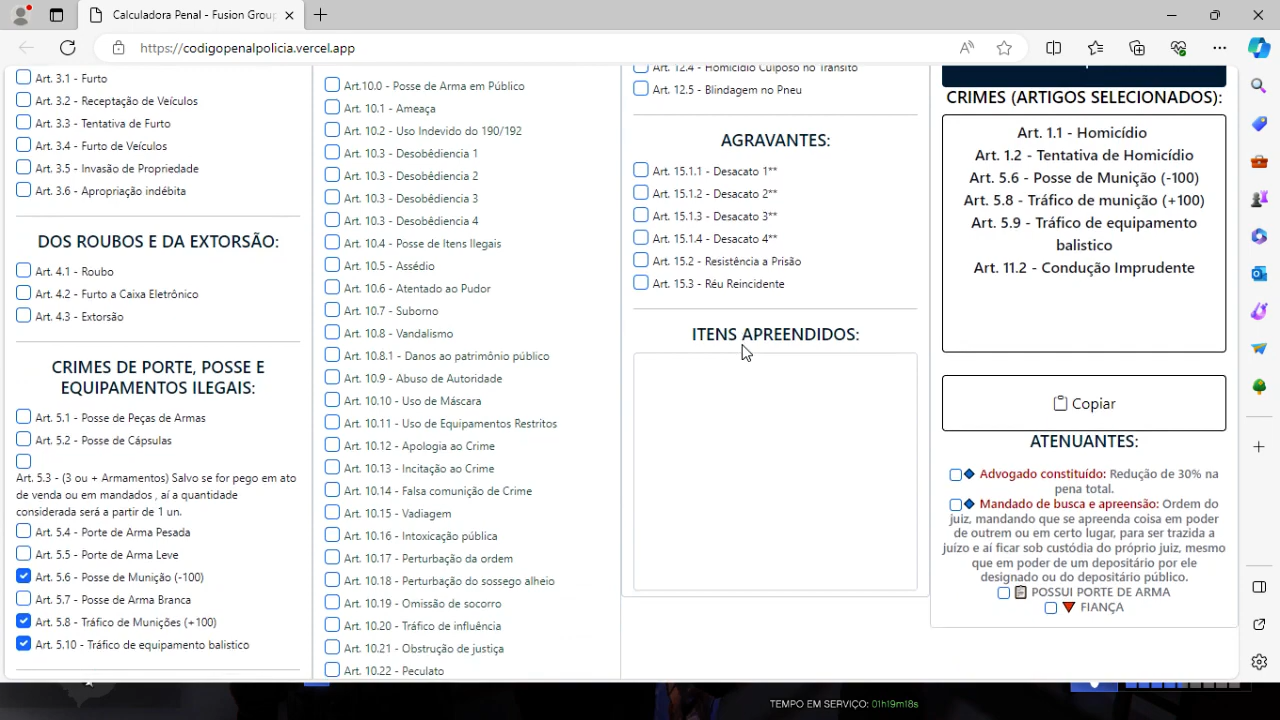 Calculadora Penal - Fusion Group
https://codigopenalpolicia.vercel.app
Art. 3.1 - Furto
Art. 3.2 - Receptação de Veículos
Art. 3.3 - Tentativa de Furto
Art. 3.4 - Furto de Veículos
Art. 3.5 - Invasão de Propriedade
Art. 3.6 - Apropriação indébita
DOS ROUBOS E DA EXTORSÃO:
Art. 4.1 - Roubo
Art. 4.2 - Furto a Caixa Eletrônico
Art. 4.3 - Extorsão
CRIMES DE PORTE, POSSE E
EQUIPAMENTOS ILEGAIS:
Art. 5.1 - Posse de Peças de Armas
Art. 5.2 - Posse de Cápsulas
Art. 5.3 - (3 ou + Armamentos) Salvo se for pego em ato
de venda ou em mandados , aí a quantidade
considerada será a partir de 1 un.
Art. 5.4 - Porte de Arma Pesada
Art. 5.5 - Porte de Arma Leve
Art. 5.6 - Posse de Munição (-100)
Art. 5.7 - Posse de Arma Branca
Art. 5.8 - Tráfico de Munições (+100)
Art. 5.10 - Tráfico de equipamento balistico
Art.10.0 - Posse de Arma em Público
Art. 10.1 - Ameaça
Art. 10.2 - Uso Indevido do 190/192
Art. 10.3 - Desobêdiencia 1
Art. 10.3 - Desobêdiencia 2
Art. 10.3 - Desobêdiencia 3
Art. 10.3 - Desobêdiencia 4
Art. 10.4 - Posse de Itens Ilegais
Art. 10.5 - Assédio
Art. 10.6 - Atentado ao Pudor
Art. 10.7 - Suborno
Art. 10.8 - Vandalismo
Art. 10.8.1 - Danos ao patrimônio público
Art. 10.9 - Abuso de Autoridade
Art. 10.10 - Uso de Máscara
Art. 10.11 - Uso de Equipamentos Restritos
Art. 10.12 - Apologia ao Crime
Art. 10.13 - Incitação ao Crime
Art. 10.14 - Falsa comunição de Crime
Art. 10.15 - Vadiagem
Art. 10.16 - Intoxicação pública
Art. 10.17 - Perturbação da ordem
Art. 10.18 - Perturbação do sossego alheio
Art. 10.19 - Omissão de socorro
Art. 10.20 - Tráfico de influência
Art. 10.21 - Obstrução de justiça
Art. 10.22 - Peculato
Art. 12.4 - Homicídio Culposo no Trânsito
Art. 12.5 - Blindagem no Pneu
AGRAVANTES:
Art. 15.1.1 - Desacato 1**
Art. 15.1.2 - Desacato 2**
Art. 15.1.3 - Desacato 3**
Art. 15.1.4 - Desacato 4**
Art. 15.2 - Resistência a Prisão
Art. 15.3 - Réu Reincidente
ITENS APREENDIDOS:
CRIMES (ARTIGOS SELECIONADOS):
Art. 1.1 - Homicídio
Art. 1.2 - Tentativa de Homicídio
Art. 5.6 - Posse de Munição (-100)
Art. 5.8 - Tráfico de munição (+100)
Art. 5.9 - Tráfico de equipamento
balistico
Art. 11.2 - Condução Imprudente
Copiar
ATENUANTES:
Advogado constituído: Redução de 30% na
pena total.
Mandado de busca e apreensão: Ordem do
juiz, mandando que se apreenda coisa em poder
de outrem ou em certo lugar, para ser trazida a
juízo e aí ficar sob custódia do próprio juiz, mesmo
que em poder de um depositário por ele
designado ou do depositário público.
POSSUI PORTE DE ARMA
FIANÇA
TEMPO EM SERVIÇO: 01h19m18s